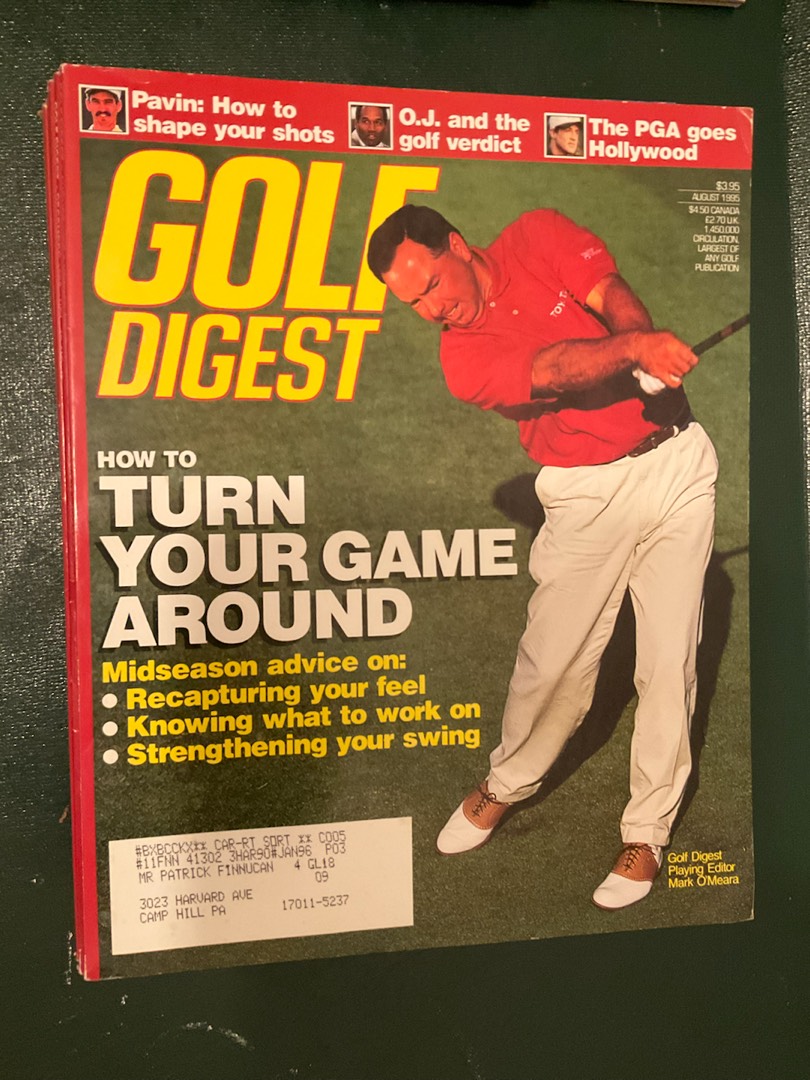 Pavin: How to
shape your shots
O.J. and the
golf verdict
The PGA goes
Hollywood
GOLF
DIGEST
$3.95
AUGUST 1995
$4.50 CANADA
£2.70 U.K.
1,450,000
CIRCULATION,
LARGEST OF
ANY GOLF
PUBLICATION
HOW TO
TURN
YOUR GAME
AROUND
Midseason advice on:
• Recapturing your feel
• Knowing what to work on
• Strengthening your swing
#BXBCCKX** CAR-RT SORT ** C005
#11FNN 41302 3HAR90#JAN96 P03
MR PATRICK FINNUCAN 4 GL18
09
3023 HARVARD AVE
CAMP HILL PA 17011-5237
Golf Digest
Playing Editor
Mark O'Meara